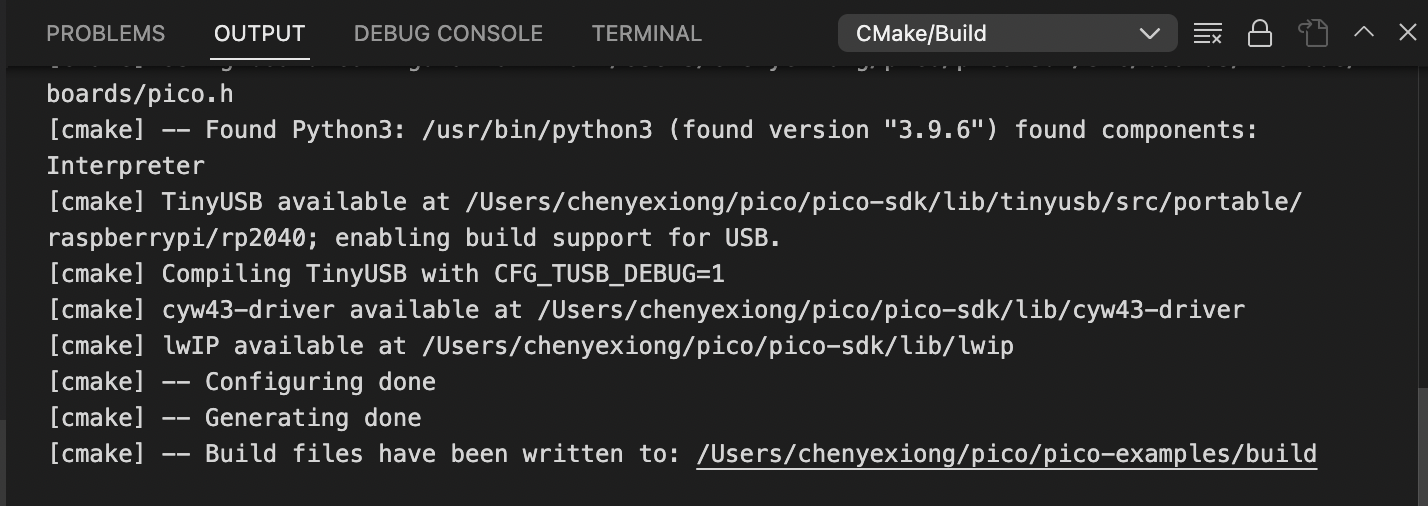 PROBLEMS OUTPUT DEBUG CONSOLE TERMINAL CMake/Build
boards/pico.h
[cmake] -- Found Python3: /usr/bin/python3 (found version "3.9.6") found components:
Interpreter
[cmake] TinyUSB available at /Users/chenyexiong/pico/pico-sdk/lib/tinyusb/src/portable/
raspberrypi/rp2040; enabling build support for USB.
[cmake] Compiling TinyUSB with CFG_TUSB_DEBUG=1
[cmake] cyw43-driver available at /Users/chenyexiong/pico/pico-sdk/lib/cyw43-driver
[cmake] lwIP available at /Users/chenyexiong/pico/pico-sdk/lib/lwip
[cmake] -- Configuring done
[cmake] -- Generating done
[cmake] -- Build files have been written to: /Users/chenyexiong/pico/pico-examples/build